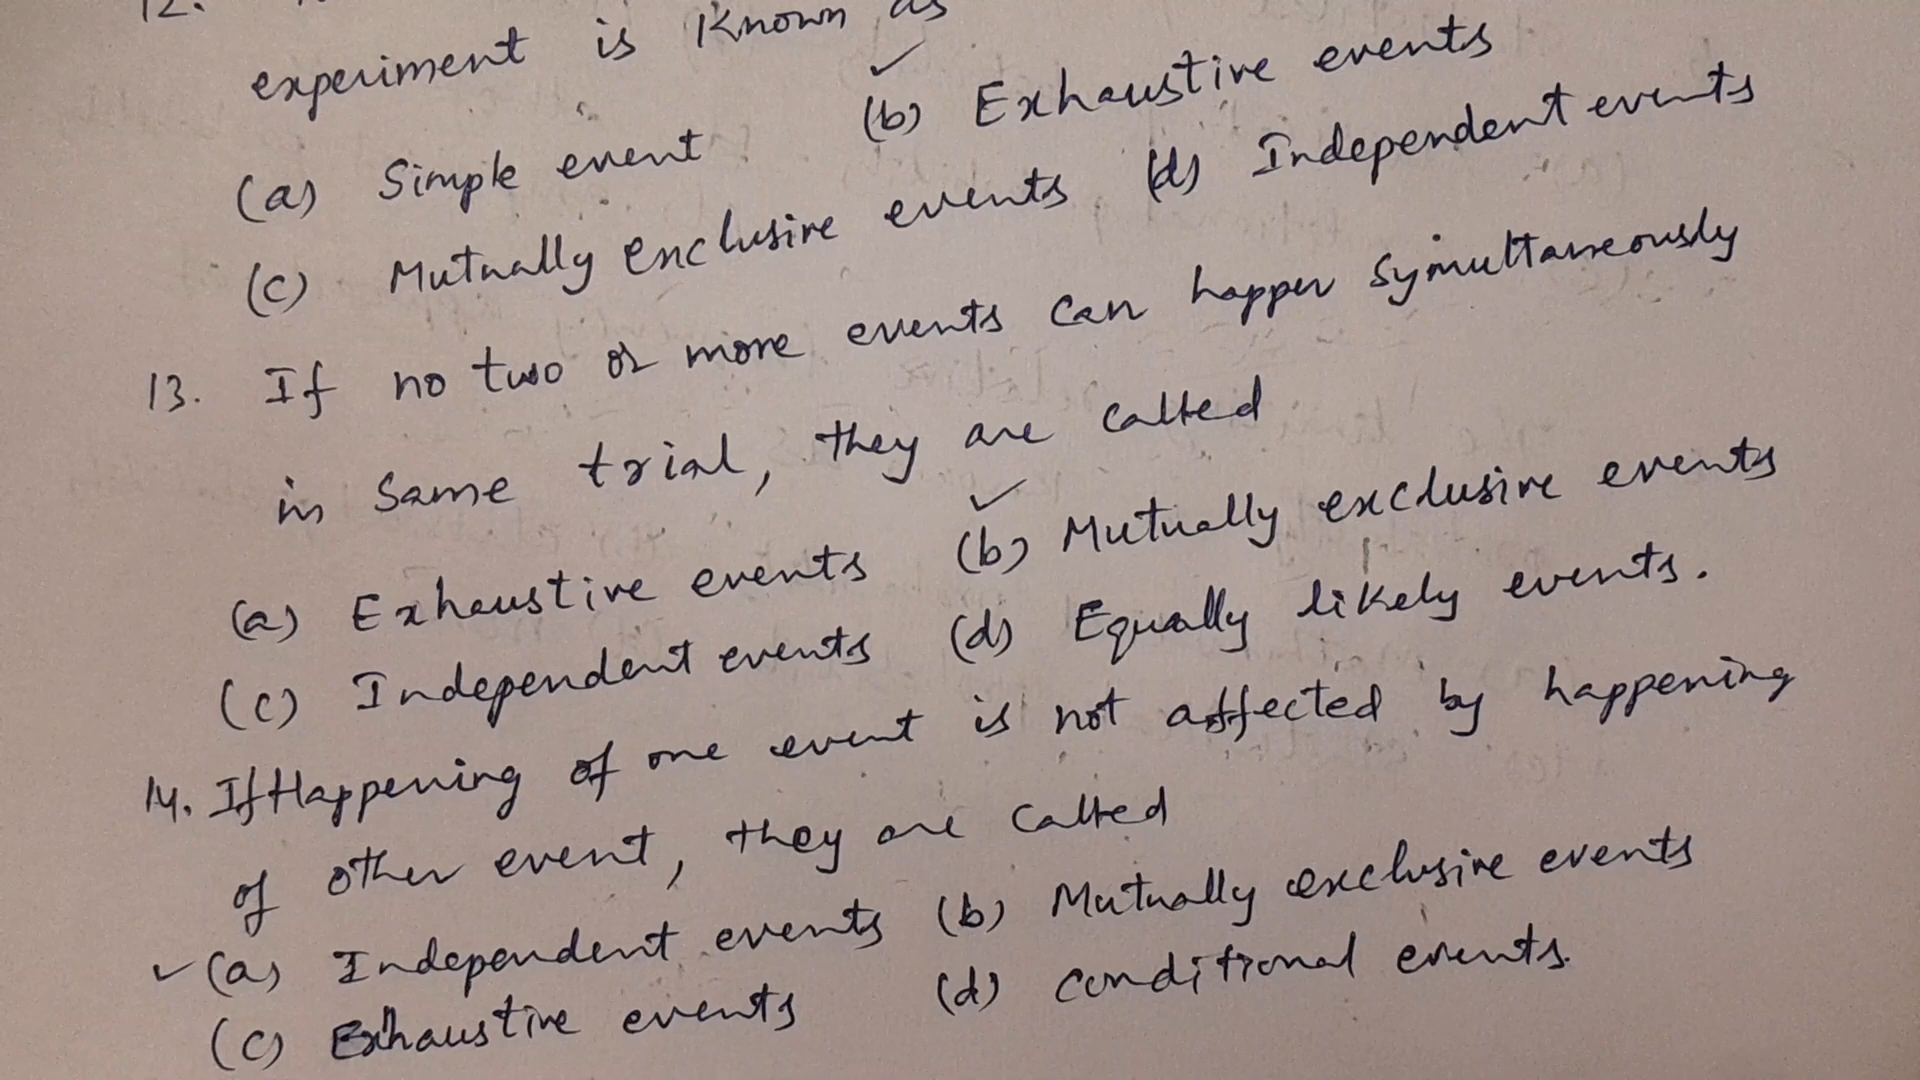 12.
experiment is known as
(a) Simple event (b) Exhaustive events
(c) Mutually exclusive events (d) Independent events
13. If no two or more events can happen Symultaneously
in Same trial, they are called
(a) Exhaustive events (b) Mutually exclusive events
(c) Independent events (d) Equally likely events.
14. If Happening of one event is not affected by happening
of other event, they are called
(a) Independent events (b) Mutually exclusive events
(c) Exhaustive events (d) conditional events.